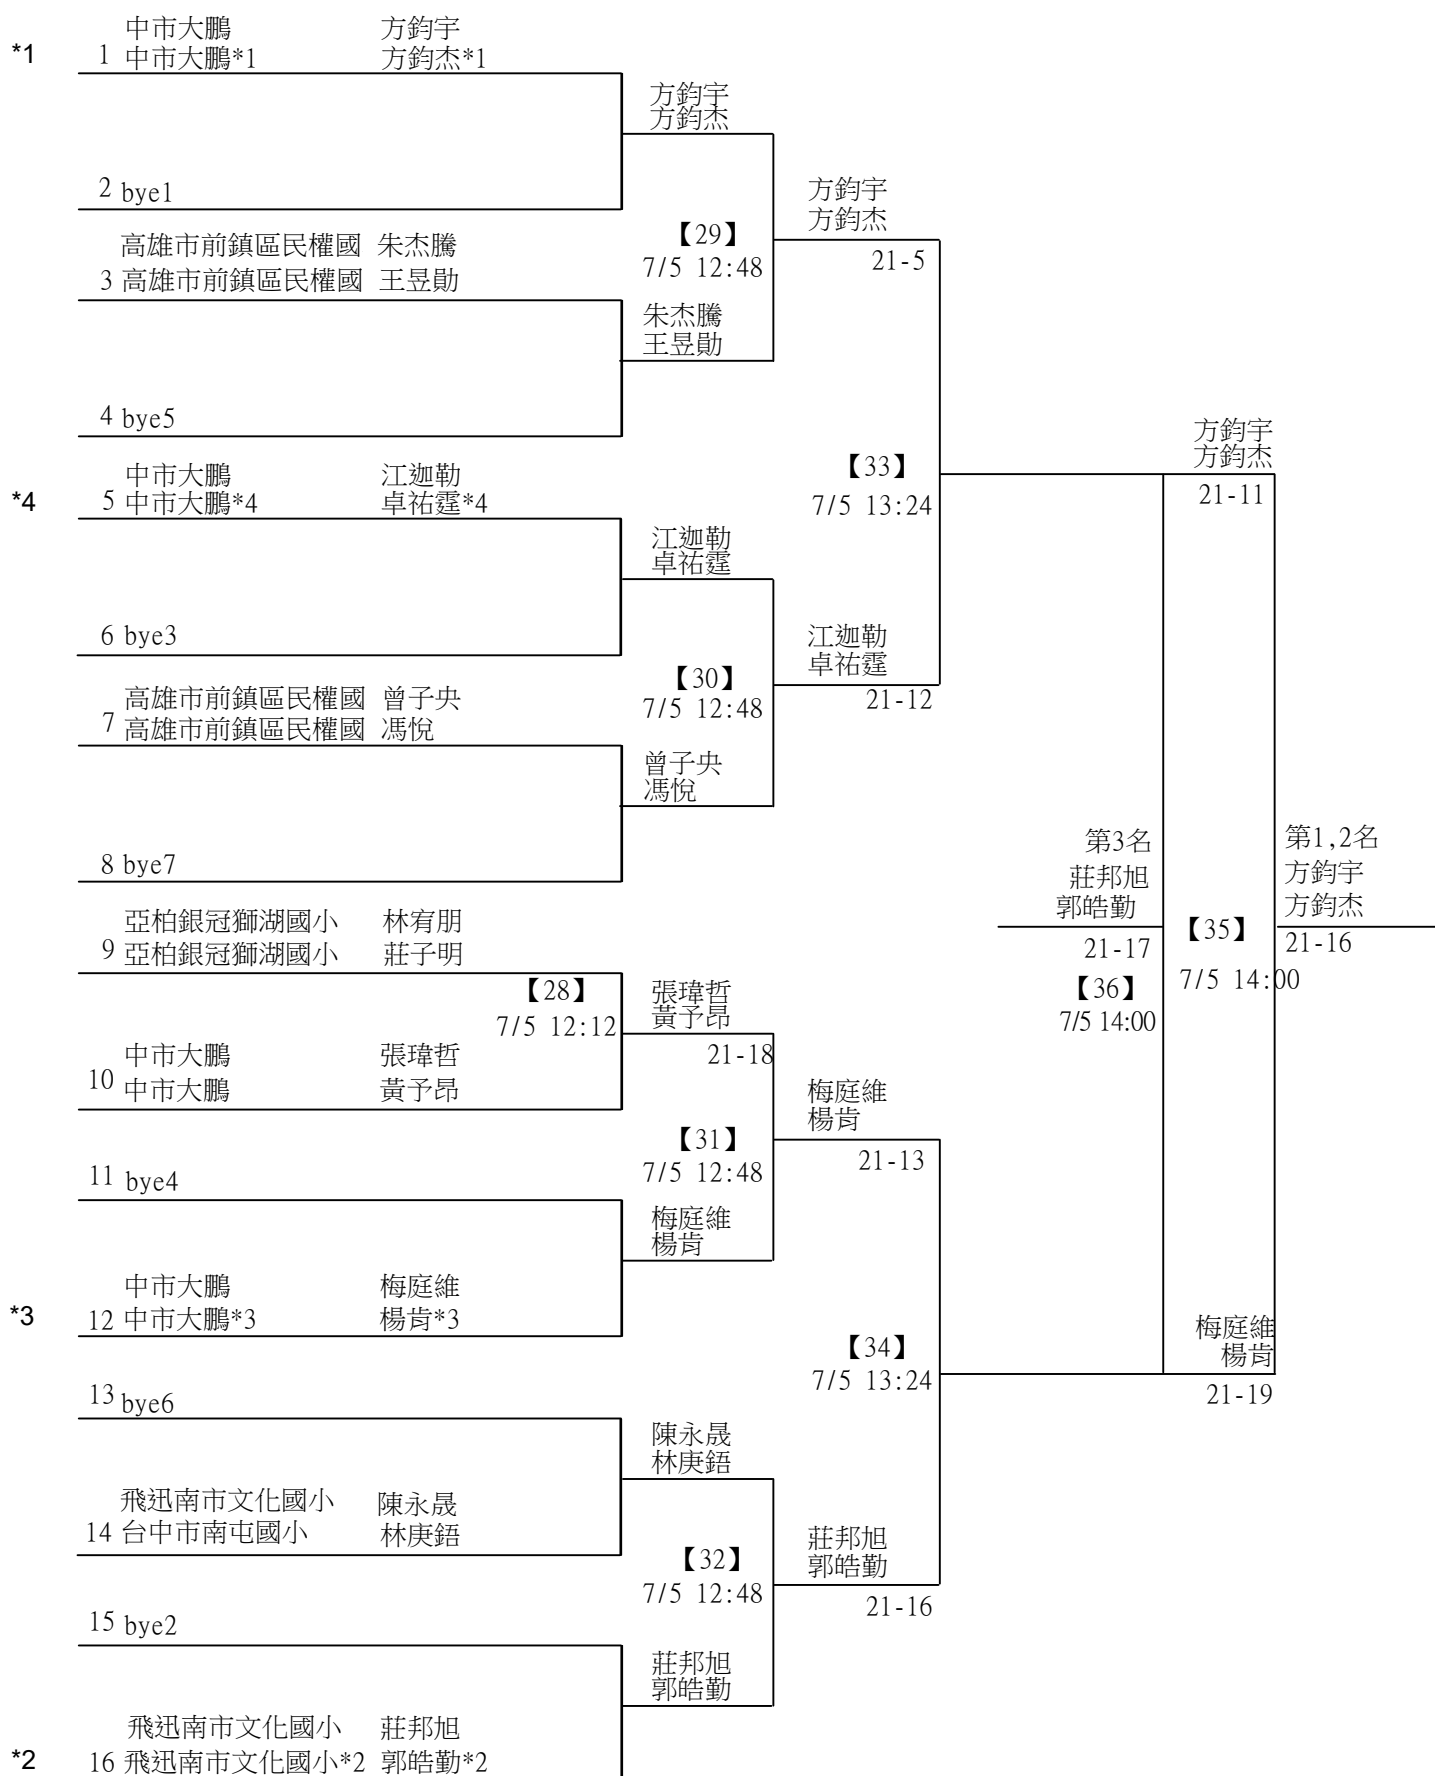 中市大鵬 方鈞宇
*1 1 中市大鵬*1 方鈞杰*1
方鈞宇
方鈞杰
2 bye1
方鈞宇
方鈞杰
【29】
21-5
7/5 12:48
高雄市前鎮區民權國 朱杰騰
3 高雄市前鎮區民權國 王昱勛
朱杰騰
王昱勛
4 bye5
方鈞宇
方鈞杰
21-11
【33】
7/5 13:24
中市大鵬 江迦勒
*4 5 中市大鵬*4 卓祐霆*4
江迦勒
卓祐霆
6 bye3
江迦勒
卓祐霆
21-12
【30】
7/5 12:48
高雄市前鎮區民權國 曾子央
7 高雄市前鎮區民權國 馮悅
曾子央
馮悅
8 bye7
第3名
莊邦旭
郭皓勤
21-17
【36】
7/5 14:00
第1,2名
方鈞宇
方鈞杰
21-16
【35】
7/5 14:00
亞柏銀冠獅湖國小 林宥朋
9 亞柏銀冠獅湖國小 莊子明
【28】
7/5 12:12
張瑋哲
黃予昂
21-18
中市大鵬 張瑋哲
10 中市大鵬 黃予昂
梅庭維
楊肯
21-13
【31】
7/5 12:48
11 bye4
梅庭維
楊肯
中市大鵬 梅庭維
*3 12 中市大鵬*3 楊肯*3
【34】
7/5 13:24
梅庭維
楊肯
21-19
13 bye6
陳永晟
林庚鋙
飛迅南市文化國小 陳永晟
14 台中市南屯國小 林庚鋙
【32】
7/5 12:48
莊邦旭
郭皓勤
21-16
15 bye2
莊邦旭
郭皓勤
飛迅南市文化國小 莊邦旭
*2 16 飛迅南市文化國小*2 郭皓勤*2